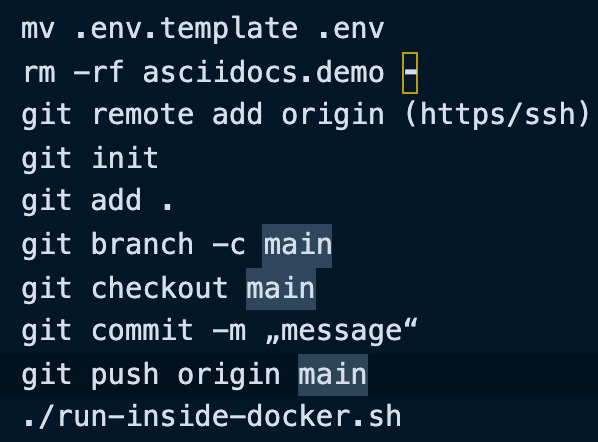 mv .env.template .env
rm -rf asciidocs.demo –
git remote add origin (https/ssh)
git init
git add .
git branch -c main
git checkout main
git commit -m „message“
git push origin main
./run-inside-docker.sh